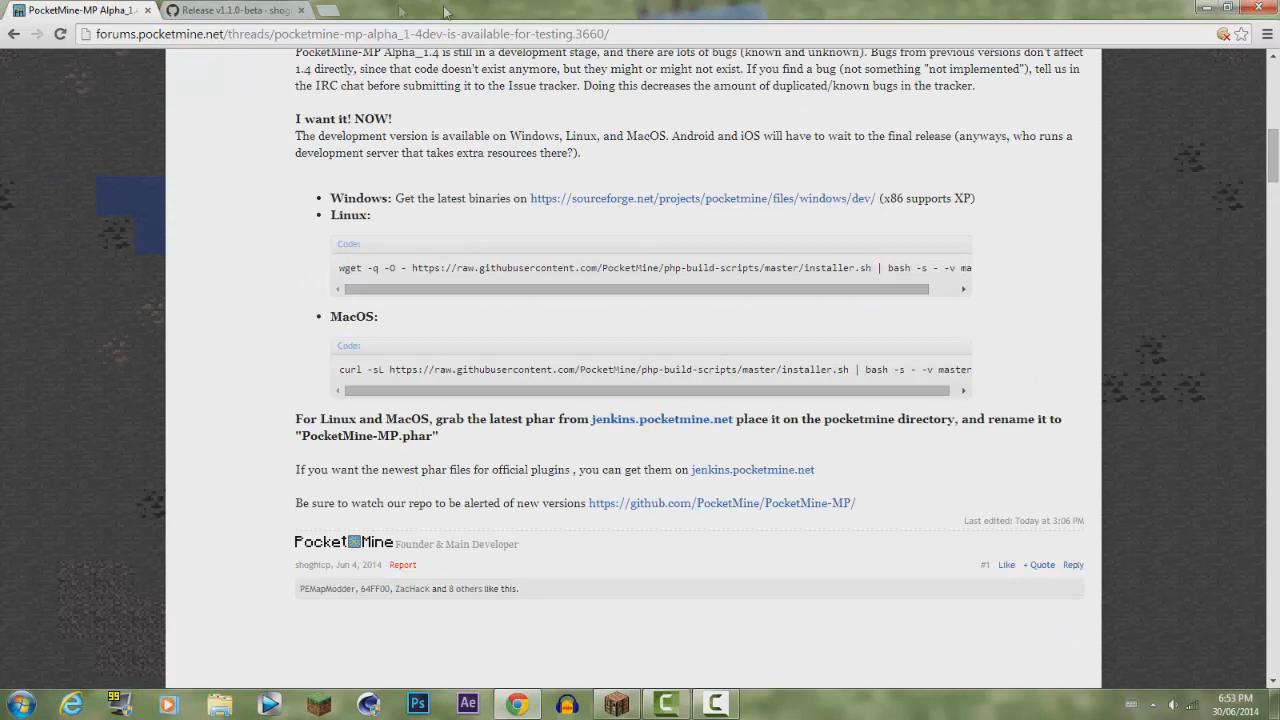 PocketMine-MP Alpha_1.
Release v1.1.0-beta · shogh
forums.pocketmine.net/threads/pocketmine-mp-alpha_1-4dev-is-available-for-testing.3660/
PocketMine-MP Alpha_1.4 is still in a development stage, and there are lots of bugs (known and unknown). Bugs from previous versions don't affect
1.4 directly, since that code doesn't exist anymore, but they might or might not exist. If you find a bug (not something "not implemented"), tell us in
the IRC chat before submitting it to the Issue tracker. Doing this decreases the amount of duplicated/known bugs in the tracker.
I want it! NOW!
The development version is available on Windows, Linux, and MacOS. Android and iOS will have to wait to the final release (anyways, who runs a
development server that takes extra resources there?).
• Windows: Get the latest binaries on https://sourceforge.net/projects/pocketmine/files/windows/dev/ (x86 supports XP)
• Linux:
Code:
wget -q -O - https://raw.githubusercontent.com/PocketMine/php-build-scripts/master/installer.sh | bash -s - -v ma
• MacOS:
Code:
curl -sL https://raw.githubusercontent.com/PocketMine/php-build-scripts/master/installer.sh | bash -s - -v master
For Linux and MacOS, grab the latest phar from jenkins.pocketmine.net place it on the pocketmine directory, and rename it to
"PocketMine-MP.phar"
If you want the newest phar files for official plugins , you can get them on jenkins.pocketmine.net
Be sure to watch our repo to be alerted of new versions https://github.com/PocketMine/PocketMine-MP/
Last edited: Today at 3:06 PM
PocketMine Founder & Main Developer
shoghicp, Jun 4, 2014 Report
#1 Like + Quote Reply
PEMapModder, 64FF00, ZacHack and 8 others like this.
99
Ps
Ae
6:53 PM
30/06/2014